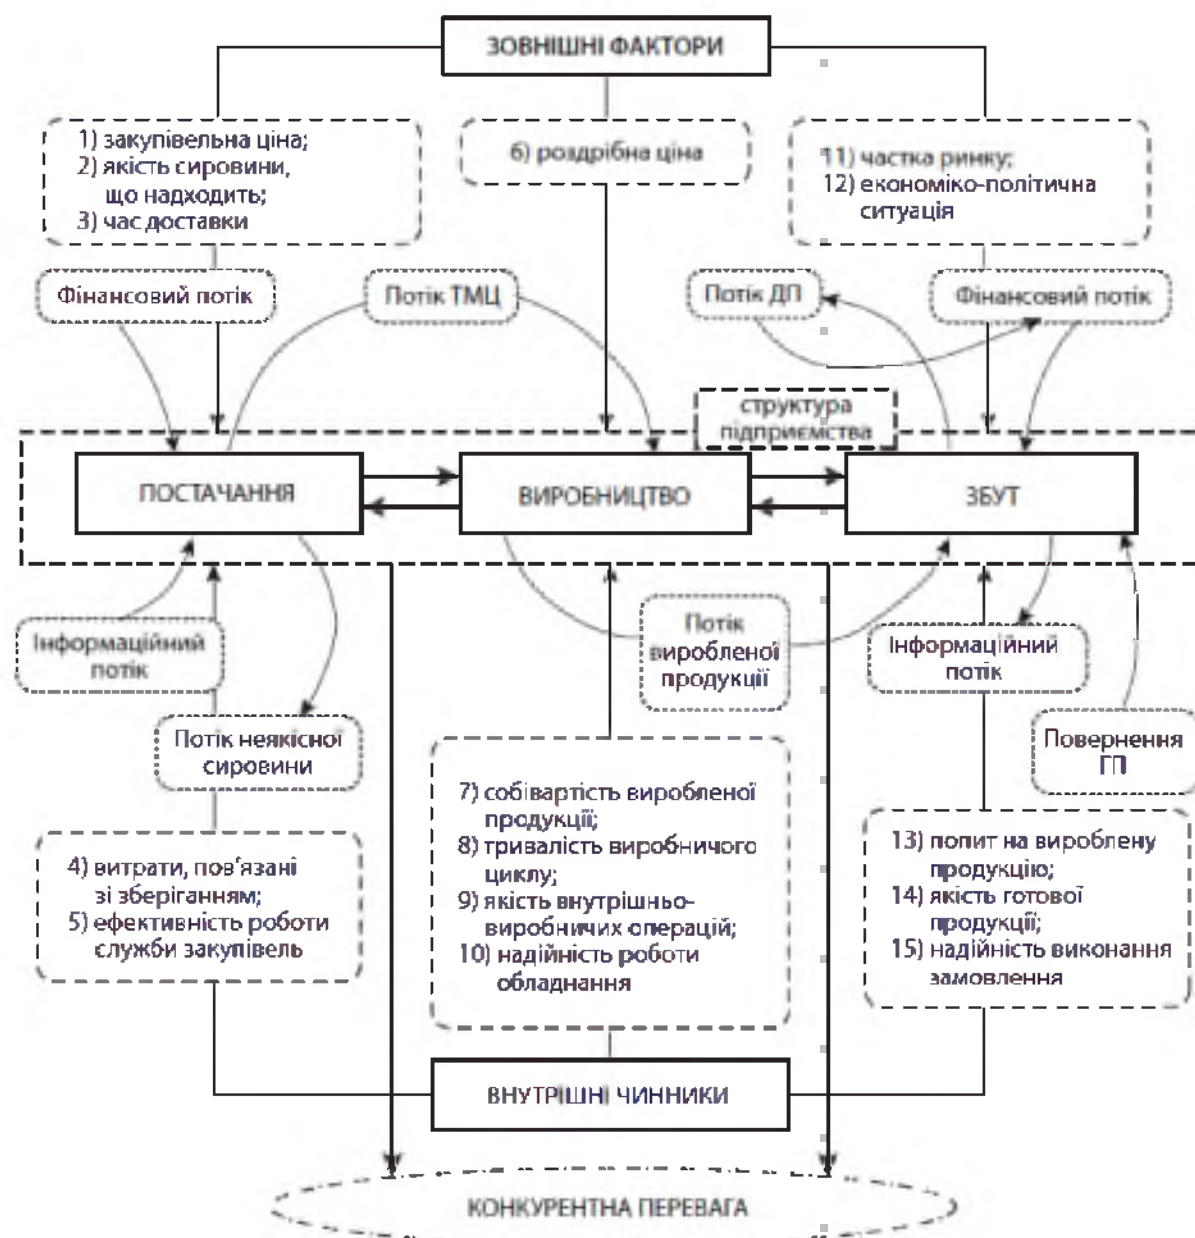 ЗОВНІШНІ ФАКТОРИ
1) закупівельна ціна;
2) якість сировини,
що надходить;
3) час доставки
6) роздрібна ціна
11) частка ринку;
12) економіко-політична
ситуація
Фінансовий потік
Потік ТМЦ
Потік ДП
Фінансовий потік
структура
підприємства
ПОСТАЧАННЯ
ВИРОБНИЦТВО
ЗБУТ
Інформаційний
потік
Потік
виробленої
продукції
Інформаційний
потік
Потік неякісної
сировини
Повернення
ГП
4) витрати, пов'язані
зі зберіганням;
5) ефективність роботи
служби закупівель
7) собівартість виробленої
продукції;
8) тривалість виробничого
циклу;
9) якість внутрішньо-
виробничих операцій;
10) надійність роботи
обладнання
13) попит на вироблену
продукцію;
14) якість готової
продукції;
15) надійність виконання
замовлення
ВНУТРІШНІ ЧИННИКИ
КОНКУРЕНТНА ПЕРЕВАГА